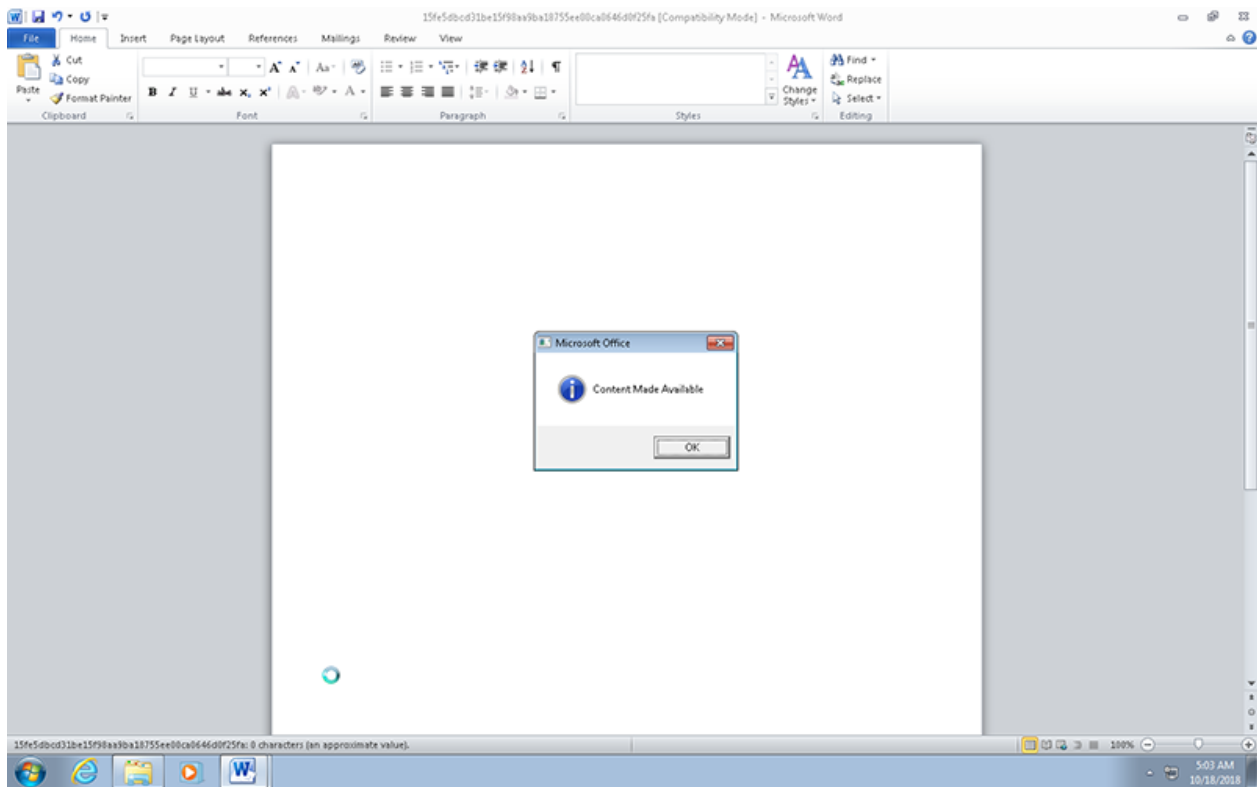 15fe5dbcd31be15f98aa9ba18755ee00ca0646d0f25fa [Compatibility Mode] - Microsoft Word
File Home Insert Page Layout References Mailings Review View
Cut
Copy
Paste
Format Painter
Clipboard
Aa
B I U abc x, x'
A
Font
Paragraph
Styles
Change Styles
Find
Replace
Select
Editing
Microsoft Office
Content Made Available
OK
15fe5dbcd31be15f98aa9ba18755ee00ca0646d0f25fa: 0 characters (an approximate value).
100%
5:03 AM
10/18/2018